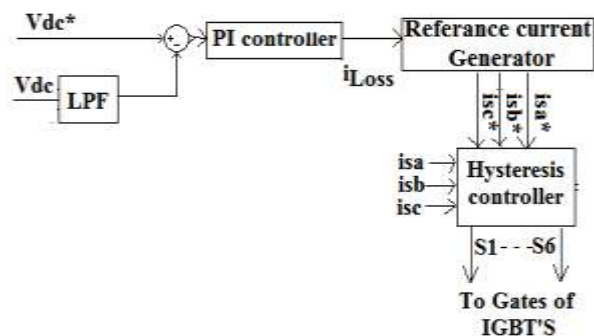 Vdc*
+
-
PI controller
Referance current
Generator
Vdc
LPF
iLoss
isc*
isb*
isa*
isa
isb
isc
Hysteresis
controller
S1 - - - S6
To Gates of
IGBT'S